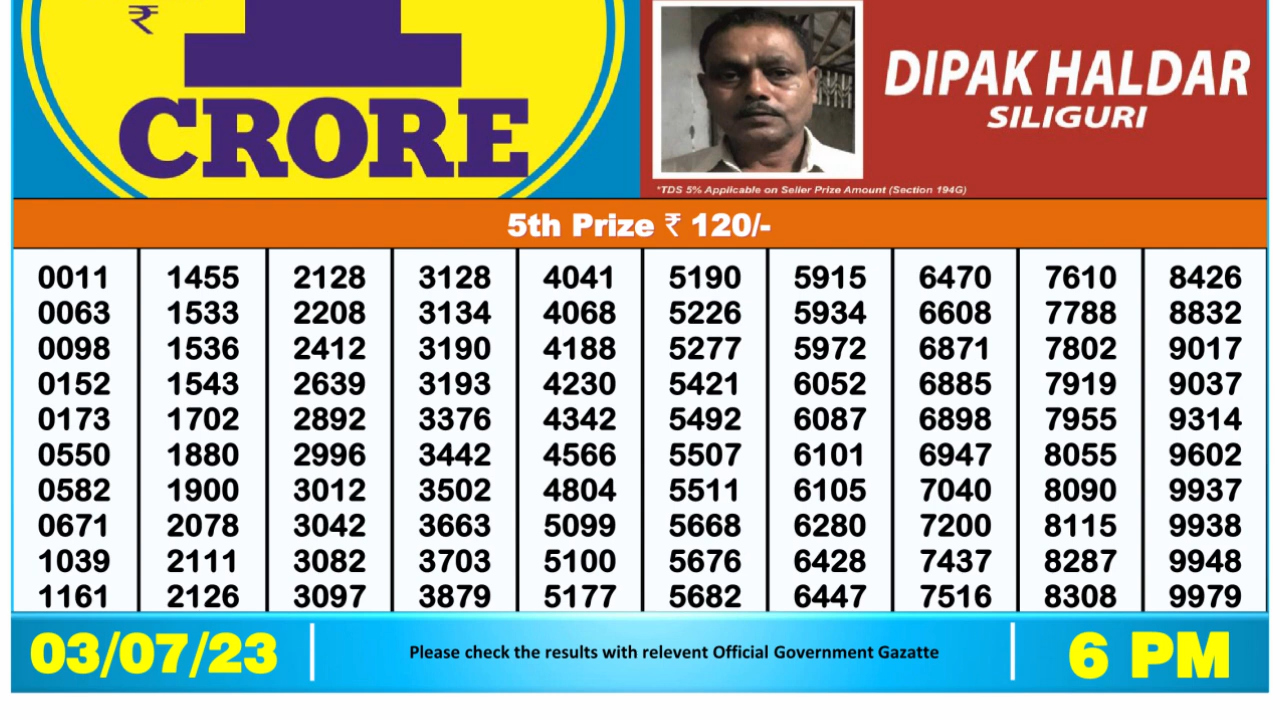 ₹
1
CRORE
DIPAK HALDAR
SILIGURI
*TDS 5% Applicable on Seller Prize Amount (Section 194G)
5th Prize ₹ 120/-
0011 1455 2128 3128 4041 5190 5915 6470 7610 8426
0063 1533 2208 3134 4068 5226 5934 6608 7788 8832
0098 1536 2412 3190 4188 5277 5972 6871 7802 9017
0152 1543 2639 3193 4230 5421 6052 6885 7919 9037
0173 1702 2892 3376 4342 5492 6087 6898 7955 9314
0550 1880 2996 3442 4566 5507 6101 6947 8055 9602
0582 1900 3012 3502 4804 5511 6105 7040 8090 9937
0671 2078 3042 3663 5099 5668 6280 7200 8115 9938
1039 2111 3082 3703 5100 5676 6428 7437 8287 9948
1161 2126 3097 3879 5177 5682 6447 7516 8308 9979
03/07/23
Please check the results with relevent Official Government Gazatte
6 PM